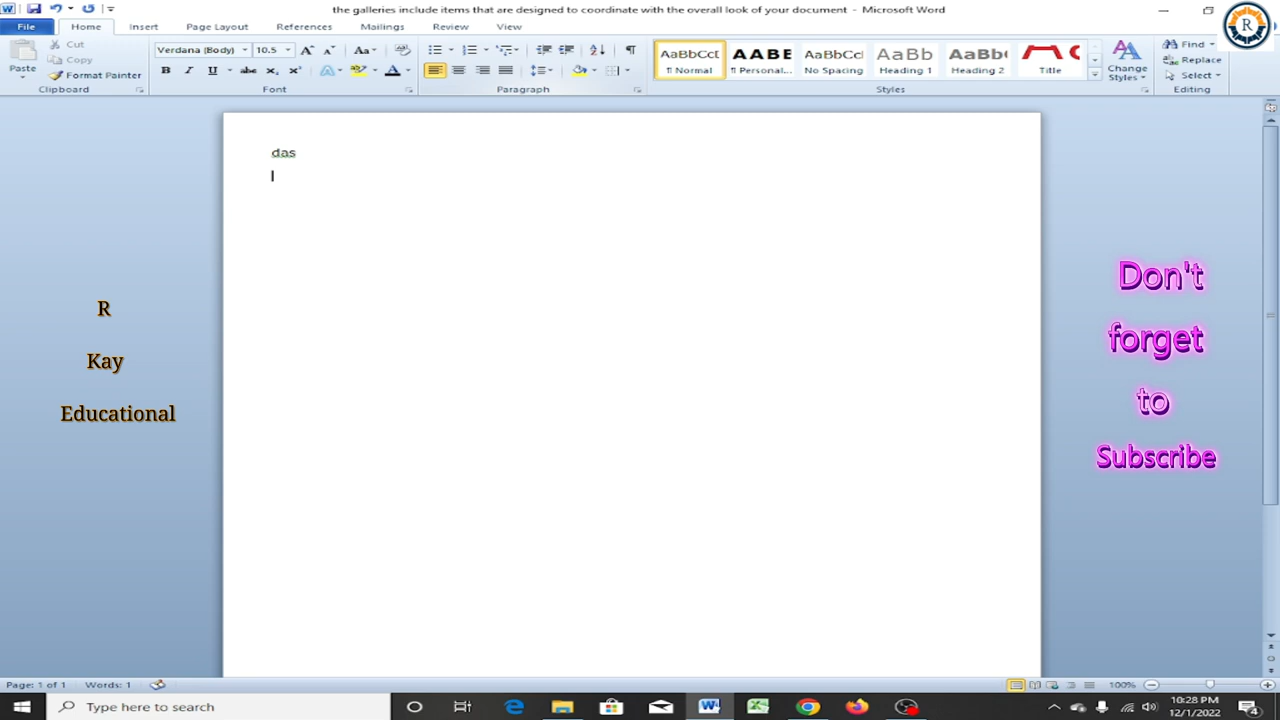 the galleries include items that are designed to coordinate with the overall look of your document - Microsoft Word
File Home Insert Page Layout References Mailings Review View
Cut
Copy
Format Painter
Paste
Clipboard
Verdana (Body) 10.5
Font
Paragraph
AaBbCcD AABE AaBbCcI AaBb AaBb
¶ Normal ¶ Personal... No Spacing Heading 1 Heading 2 Title
Change
Styles
Styles
Find
Replace
Select
Editing
das
R
Kay
Educational
Don't
forget
to
Subscribe
R
Page: 1 of 1 Words: 1 100%
Type here to search
10:28 PM
12/1/2022
4